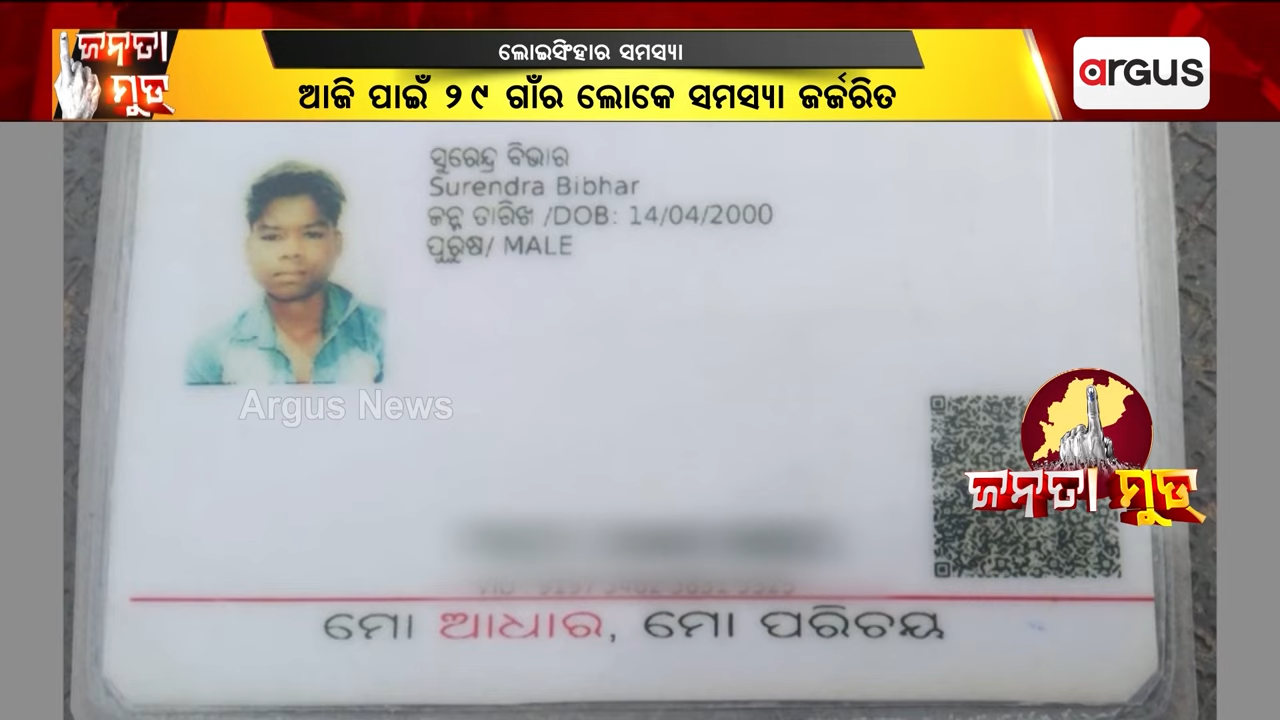 ଜନତା
ମୁଡ୍
ଲୋଇସିଂହାର ସମସ୍ୟା
ଆଜି ପାଇଁ ୨୯ ଗାଁର ଲୋକେ ସମସ୍ୟା ଜର୍ଜରିତ
argus
ସୁରେନ୍ଦ୍ର ବିଭାର
Surendra Bibhar
ଜନ୍ମ ତାରିଖ /DOB: 14/04/2000
ପୁରୁଷ/ MALE
Argus News
ଜନତା ମୁଡ୍
ମୋ ଆଧାର, ମୋ ପରିଚୟ